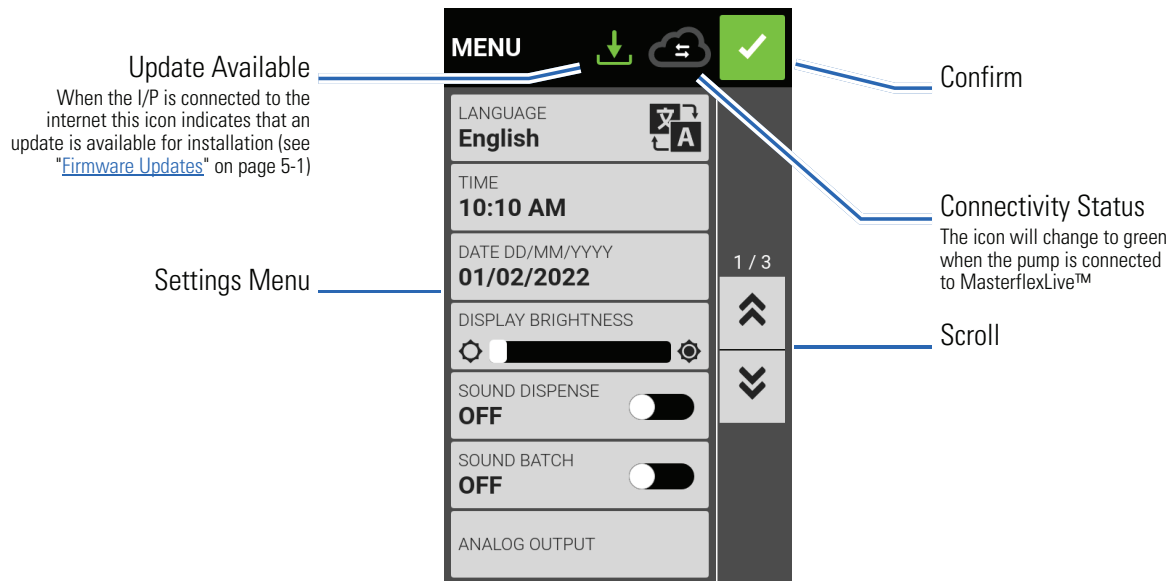 Update Available
When the I/P is connected to the
internet this icon indicates that an
update is available for installation (see
"Firmware Updates" on page 5-1)
Settings Menu
MENU
LANGUAGE
English
文
A
TIME
10:10 AM
DATE DD/MM/YYYY
01/02/2022
DISPLAY BRIGHTNESS
SOUND DISPENSE
OFF
SOUND BATCH
OFF
ANALOG OUTPUT
1 / 3
Confirm
Connectivity Status
The icon will change to green
when the pump is connected
to MasterflexLive™
Scroll